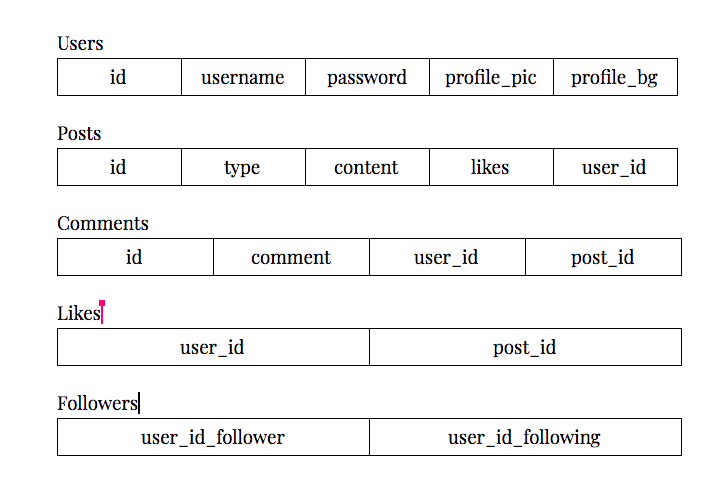 Users
id username password profile_pic profile_bg
Posts
id type content likes user_id
Comments
id comment user_id post_id
Likes
user_id post_id
Followers
user_id_follower user_id_following